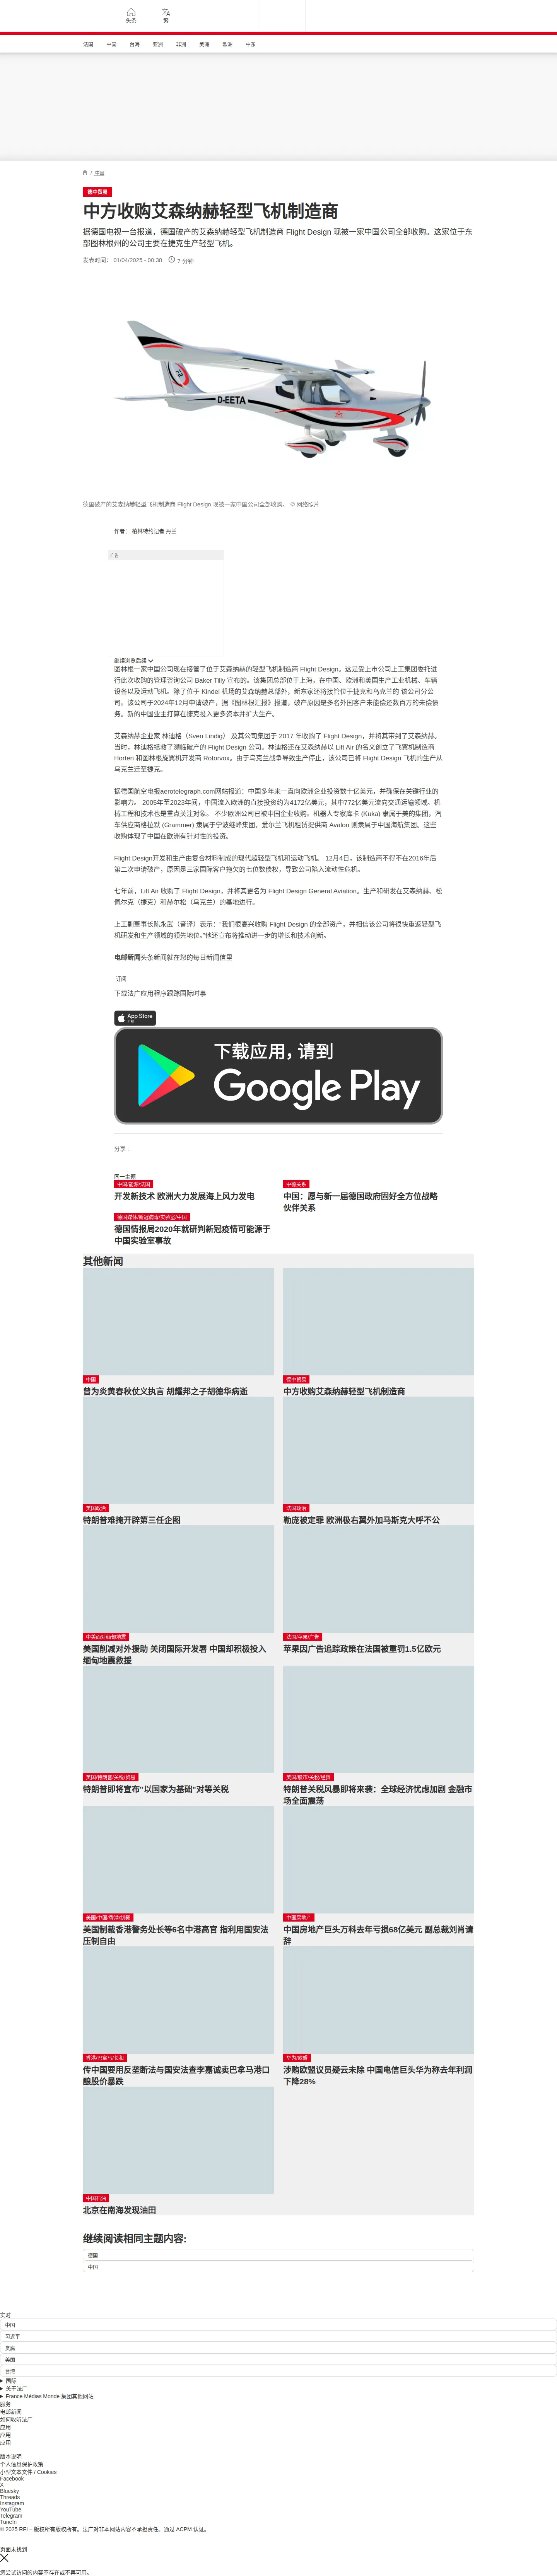 头条
繁
法国
中国
台海
亚洲
非洲
美洲
欧洲
中东
/ 中国
德中贸易
中方收购艾森纳赫轻型飞机制造商
据德国电视一台报道，德国破产的艾森纳赫轻型飞机制造商 Flight Design 现被一家中国公司全部收购。这家位于东
部图林根州的公司主要在捷克生产轻型飞机。
发表时间： 01/04/2025 - 00:38
7 分钟
D-EETA
德国破产的艾森纳赫轻型飞机制造商 Flight Design 现被一家中国公司全部收购。 © 网络图片
作者： 柏林特约记者 丹兰
广告
继续浏览后续
图林根一家中国公司现在接管了位于艾森纳赫的轻型飞机制造商 Flight Design。这是受上市公司上工集团委托进
行此次收购的管理咨询公司 Baker Tilly 宣布的。该集团总部位于上海，在中国、欧洲和美国生产工业机械、车辆
设备以及运动飞机。除了位于 Kindel 机场的艾森纳赫总部外，新东家还将接管位于捷克和乌克兰的 该公司分公
司。该公司于2024年12月申请破产，据《图林根汇报》报道，破产原因是多名外国客户未能偿还数百万的未偿债
务。新的中国业主打算在捷克投入更多资本并扩大生产。
艾森纳赫企业家 林迪格（Sven Lindig） 及其公司集团于 2017 年收购了 Flight Design，并将其带到了艾森纳赫。
当时，林迪格拯救了濒临破产的 Flight Design 公司。林迪格还在艾森纳赫以 Lift Air 的名义创立了飞翼机制造商
Horten 和图林根旋翼机开发商 Rotorvox。由于乌克兰战争导致生产停止，该公司已将 Flight Design 飞机的生产从
乌克兰迁至捷克。
据德国航空电报aerotelegraph.com网站报道：中国多年来一直向欧洲企业投资数十亿美元，并确保在关键行业的
影响力。 2005年至2023年间，中国流入欧洲的直接投资约为4172亿美元，其中772亿美元流向交通运输领域。机
械工程和技术也是重点关注对象。 不少欧洲公司已被中国企业收购。机器人专家库卡 (Kuka) 隶属于美的集团，汽
车供应商格拉默 (Grammer) 隶属于宁波继峰集团，爱尔兰飞机租赁提供商 Avalon 则隶属于中国海航集团。这些
收购体现了中国在欧洲有针对性的投资。
Flight Design开发和生产由复合材料制成的现代超轻型飞机和运动飞机。 12月4日，该制造商不得不在2016年后
第二次申请破产，原因是三家国际客户拖欠的七位数债权，导致公司陷入流动性危机。
七年前，Lift Air 收购了 Flight Design，并将其更名为 Flight Design General Aviation。生产和研发在艾森纳赫、松
佩尔克（捷克）和赫尔松（乌克兰）的基地进行。
上工副董事长陈永武（音译）表示：“我们很高兴收购 Flight Design 的全部资产，并相信该公司将很快重返轻型飞
机研发和生产领域的领先地位。”他还宣布将推动进一步的增长和技术创新。
电邮新闻头条新闻就在您的每日新闻信里
订阅
下载法广应用程序跟踪国际时事
App Store
下载
下载应用，请到
Google Play
分享 :
同一主题
中国/能源/法国
开发新技术 欧洲大力发展海上风力发电
中德关系
中国：愿与新一届德国政府固好全方位战略
伙伴关系
德国媒体/新冠病毒/实验室/中国
德国情报局2020年就研判新冠疫情可能源于
中国实验室事故
其他新闻
中国
曾为炎黄春秋仗义执言 胡耀邦之子胡德华病逝
德中贸易
中方收购艾森纳赫轻型飞机制造商
美国政治
特朗普难掩开辟第三任企图
法国政治
勒庞被定罪 欧洲极右翼外加马斯克大呼不公
中美面对缅甸地震
美国削减对外援助 关闭国际开发署 中国却积极投入
缅甸地震救援
法国/苹果/广告
苹果因广告追踪政策在法国被重罚1.5亿欧元
美国/特朗普/关税/贸易
特朗普即将宣布"以国家为基础"对等关税
美国/股市/关税/经贸
特朗普关税风暴即将来袭：全球经济忧虑加剧 金融市
场全面震荡
美国/中国/香港/制裁
美国制裁香港警务处长等6名中港高官 指利用国安法
压制自由
中国房地产
中国房地产巨头万科去年亏损68亿美元 副总裁刘肖请
辞
香港/巴拿马/长和
传中国要用反垄断法与国安法查李嘉诚卖巴拿马港口
酿股价暴跌
华为/欧盟
涉贿欧盟议员疑云未除 中国电信巨头华为称去年利润
下降28%
中国石油
北京在南海发现油田
继续阅读相同主题内容:
德国
中国
实时
中国
习近平
贪腐
美国
台湾
国际
关于法广
France Médias Monde 集团其他网站
服务
电邮新闻
如何收听法广
应用
应用
应用
版本说明
个人信息保护政策
小型文本文件 / Cookies
Facebook
X
Bluesky
Threads
Instagram
YouTube
Telegram
TuneIn
© 2025 RFI – 版权所有版权所有。法广对非本网站内容不承担责任。通过 ACPM 认证。
页面未找到
您尝试访问的内容不存在或不再可用。